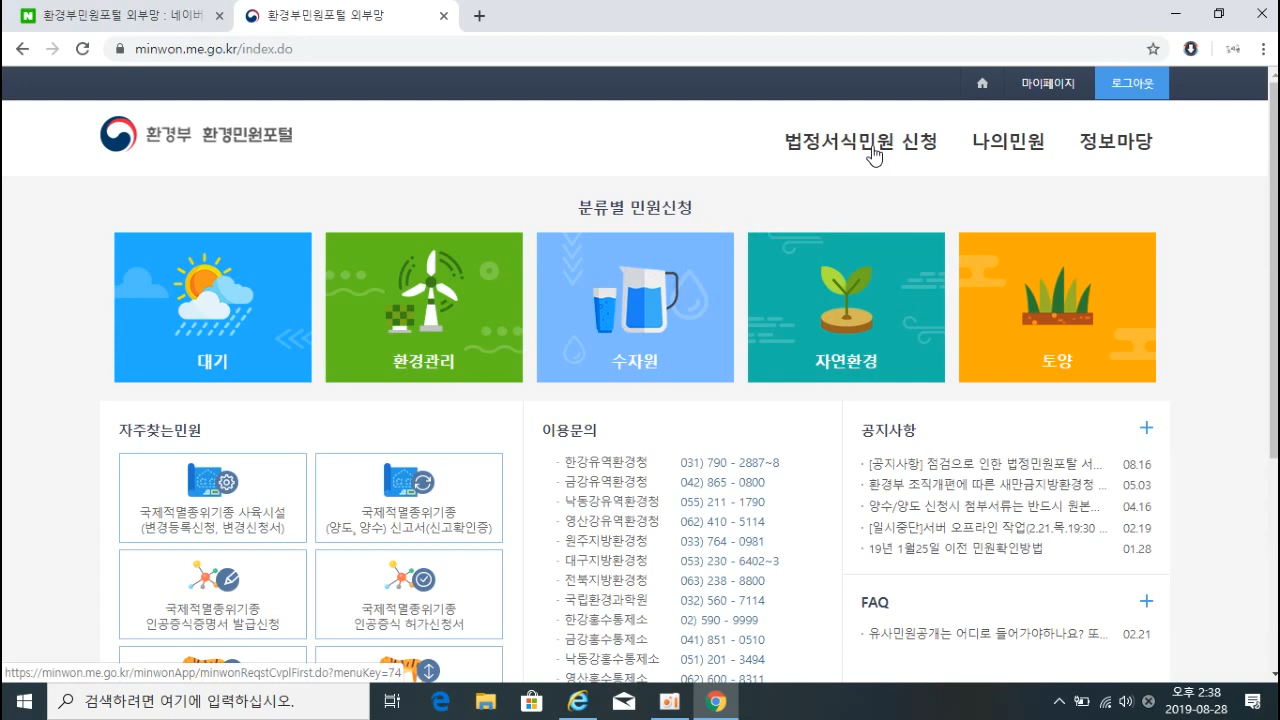 환경부민원포털 외부망 : 네이버
환경부민원포털 외부망
minwon.me.go.kr/index.do
마이페이지
로그아웃
환경부 환경민원포털
법정서식민원 신청
나의민원
정보마당
분류별 민원신청
대기
환경관리
수자원
자연환경
토양
자주찾는민원
국제적멸종위기종 사육시설
(변경등록신청, 변경신청서)
국제적멸종위기종
(양도, 양수) 신고서(신고확인증)
국제적멸종위기종
인공증식증명서 발급신청
국제적멸종위기종
인공증식 허가신청서
이용문의
· 한강유역환경청 031) 790 - 2887~8
· 금강유역환경청 042) 865 - 0800
· 낙동강유역환경청 055) 211 - 1790
· 영산강유역환경청 062) 410 - 5114
· 원주지방환경청 033) 764 - 0981
· 대구지방환경청 053) 230 - 6402~3
· 전북지방환경청 063) 238 - 8800
· 국립환경과학원 032) 560 - 7114
· 한강홍수통제소 02) 590 - 9999
· 금강홍수통제소 041) 851 - 0510
· 낙동강홍수통제소 051) 201 - 3494
· 영산홍수통제소 062) 600 - 8311
공지사항
· [공지사항] 점검으로 인한 법정민원포탈 서... 08.16
· 환경부 조직개편에 따른 새만금지방환경청 ... 05.03
· 양수/양도 신청시 첨부서류는 반드시 원본... 04.16
· [일시중단]서버 오프라인 작업(2.21.목.19:30 ... 02.19
· 19년 1월25일 이전 민원확인방법 01.28
FAQ
· 유사민원공개는 어디로 들어가야하나요? 또... 02.21
https://minwon.me.go.kr/minwonApp/minwonReqstCvplFirst.do?menuKey=74
검색하려면 여기에 입력하십시오.
오후 2:38
2019-08-28